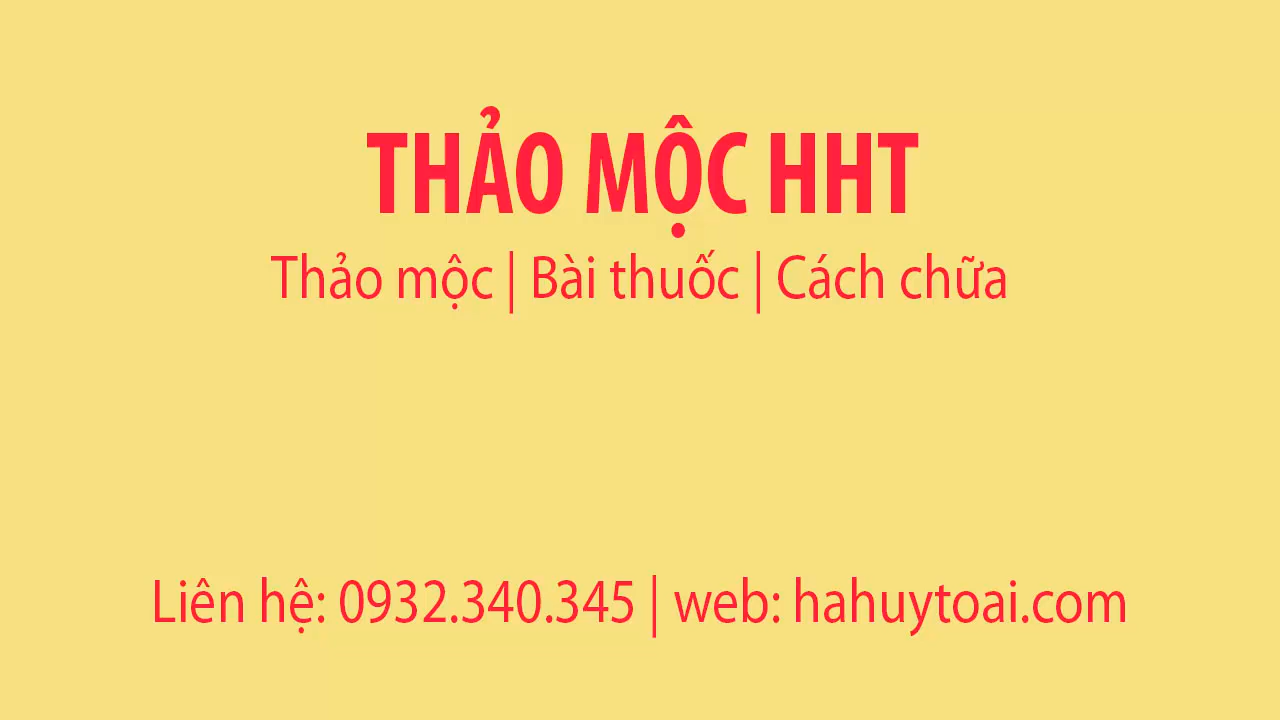 THẢO MỘC HHT
Thảo mộc | Bài thuốc | Cách chữa
Liên hệ: 0932.340.345 | web: hahuytoai.com